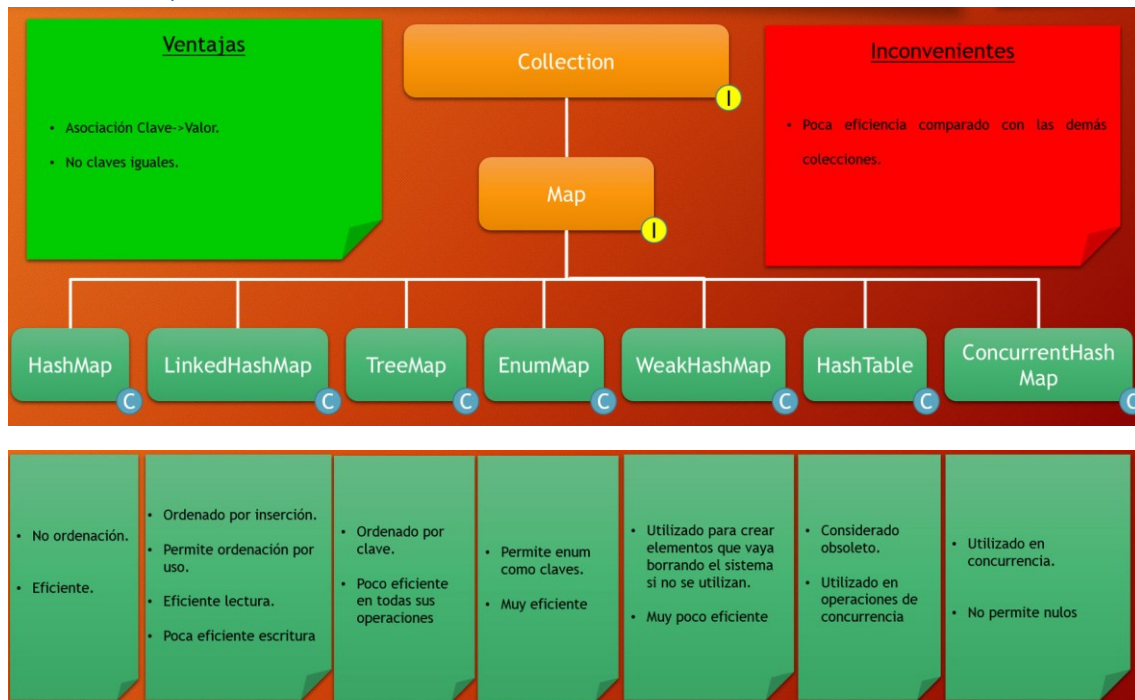 Ventajas
• Asociación Clave->Valor.
• No claves iguales.
Collection
I
Inconvenientes
• Poca eficiencia comparado con las demás
colecciones.
Map
I
HashMap
C
LinkedHashMap
C
TreeMap
C
EnumMap
C
WeakHashMap
C
HashTable
C
ConcurrentHash
Map
C
• No ordenación.
• Eficiente.
• Ordenado por inserción.
• Permite ordenación por
uso.
• Eficiente lectura.
• Poca eficiente escritura
• Ordenado por
clave.
• Poco eficiente
en todas sus
operaciones
• Permite enum
como claves.
• Muy eficiente
• Utilizado para crear
elementos que vaya
borrando el sistema
si no se utilizan.
• Muy poco eficiente
• Considerado
obsoleto.
• Utilizado en
operaciones de
concurrencia
• Utilizado en
concurrencia.
• No permite nulos